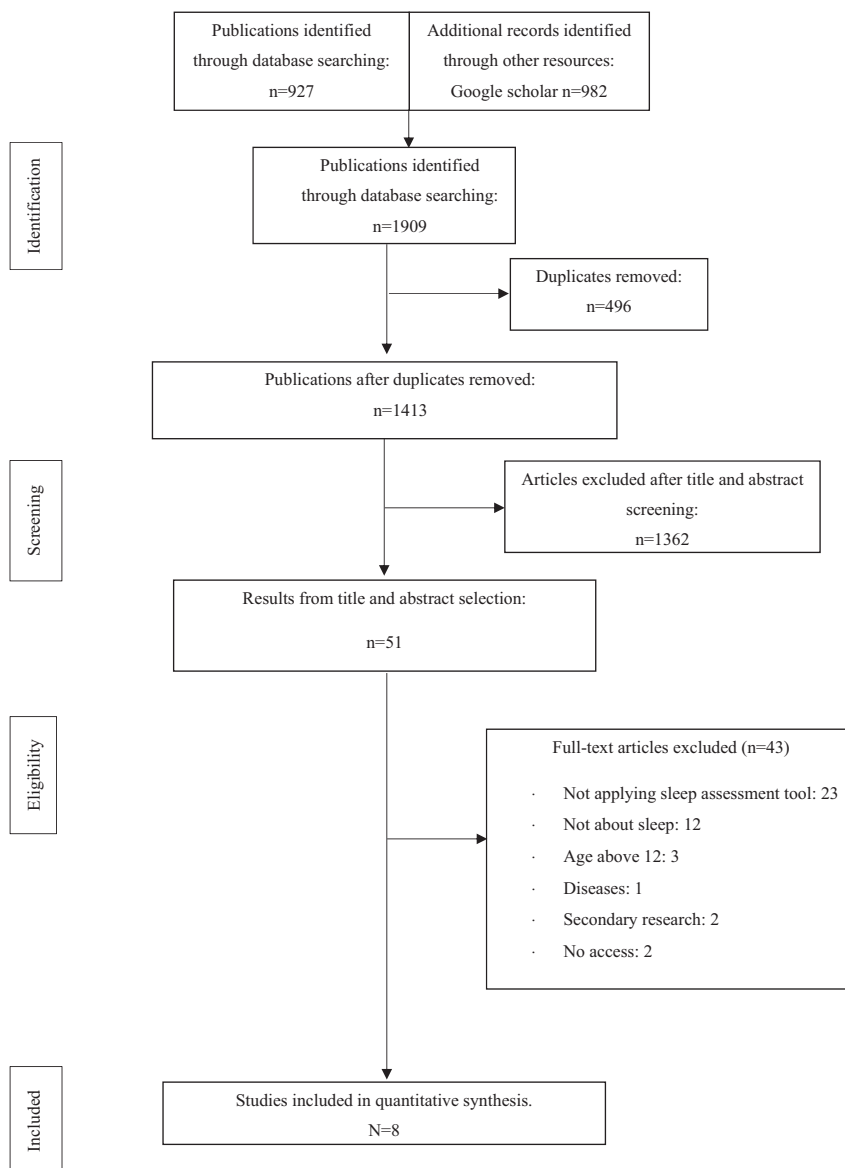 Publications identified
through database searching:
n=927
Additional records identified
through other resources:
Google scholar n=982
Identification
Publications identified
through database searching:
n=1909
Duplicates removed:
n=496
Publications after duplicates removed:
n=1413
Screening
Articles excluded after title and abstract
screening:
n=1362
Results from title and abstract selection:
n=51
Eligibility
Full-text articles excluded (n=43)
· Not applying sleep assessment tool: 23
· Not about sleep: 12
· Age above 12: 3
· Diseases: 1
· Secondary research: 2
· No access: 2
Included
Studies included in quantitative synthesis.
N=8